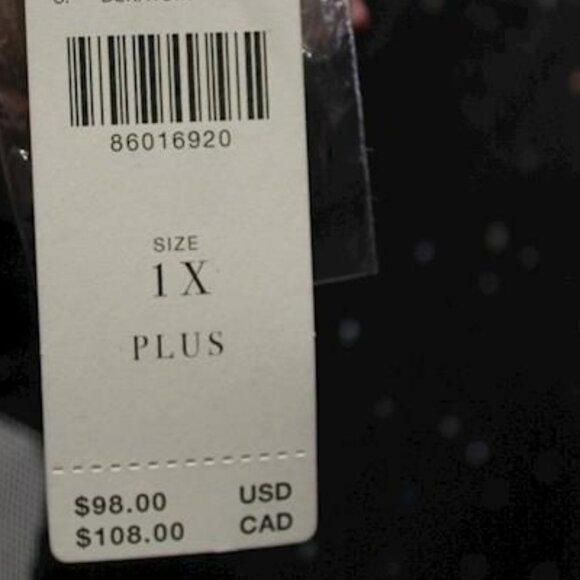 86016920
SIZE
1X
PLUS
$98.00 USD
$108.00 CAD